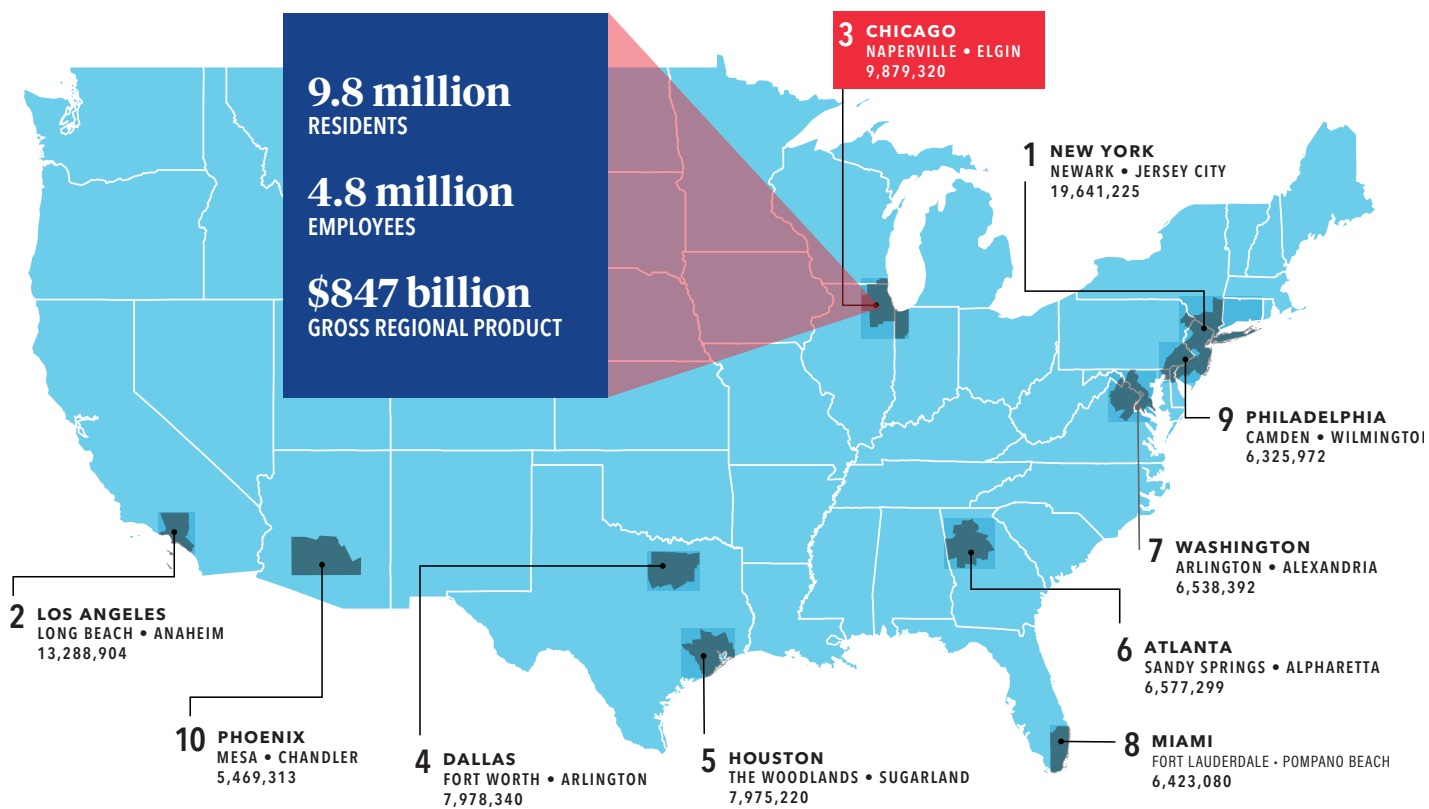 9.8 million
RESIDENTS
4.8 million
EMPLOYEES
$847 billion
GROSS REGIONAL PRODUCT
3 CHICAGO
NAPERVILLE • ELGIN
9,879,320
1 NEW YORK
NEWARK • JERSEY CITY
19,641,225
9 PHILADELPHIA
CAMDEN •
6,325,972
7 WASHINGTON
ARLINGTON • ALEXANDRIA
6,538,392
2 LOS ANGELES
LONG BEACH • ANAHEIM
13,288,904
6 ATLANTA
SANDY SPRINGS • ALPHARETTA
6,577,299
10 PHOENIX
MESA • CHANDLER
5,469,313
4 DALLAS
FORT WORTH • ARLINGTON
7,978,340
5 HOUSTON
THE WOODLANDS • SUGARLAND
7,975,220
8 MIAMI
FORT LAUDERDALE • POMPANO BEACH
6,423,080